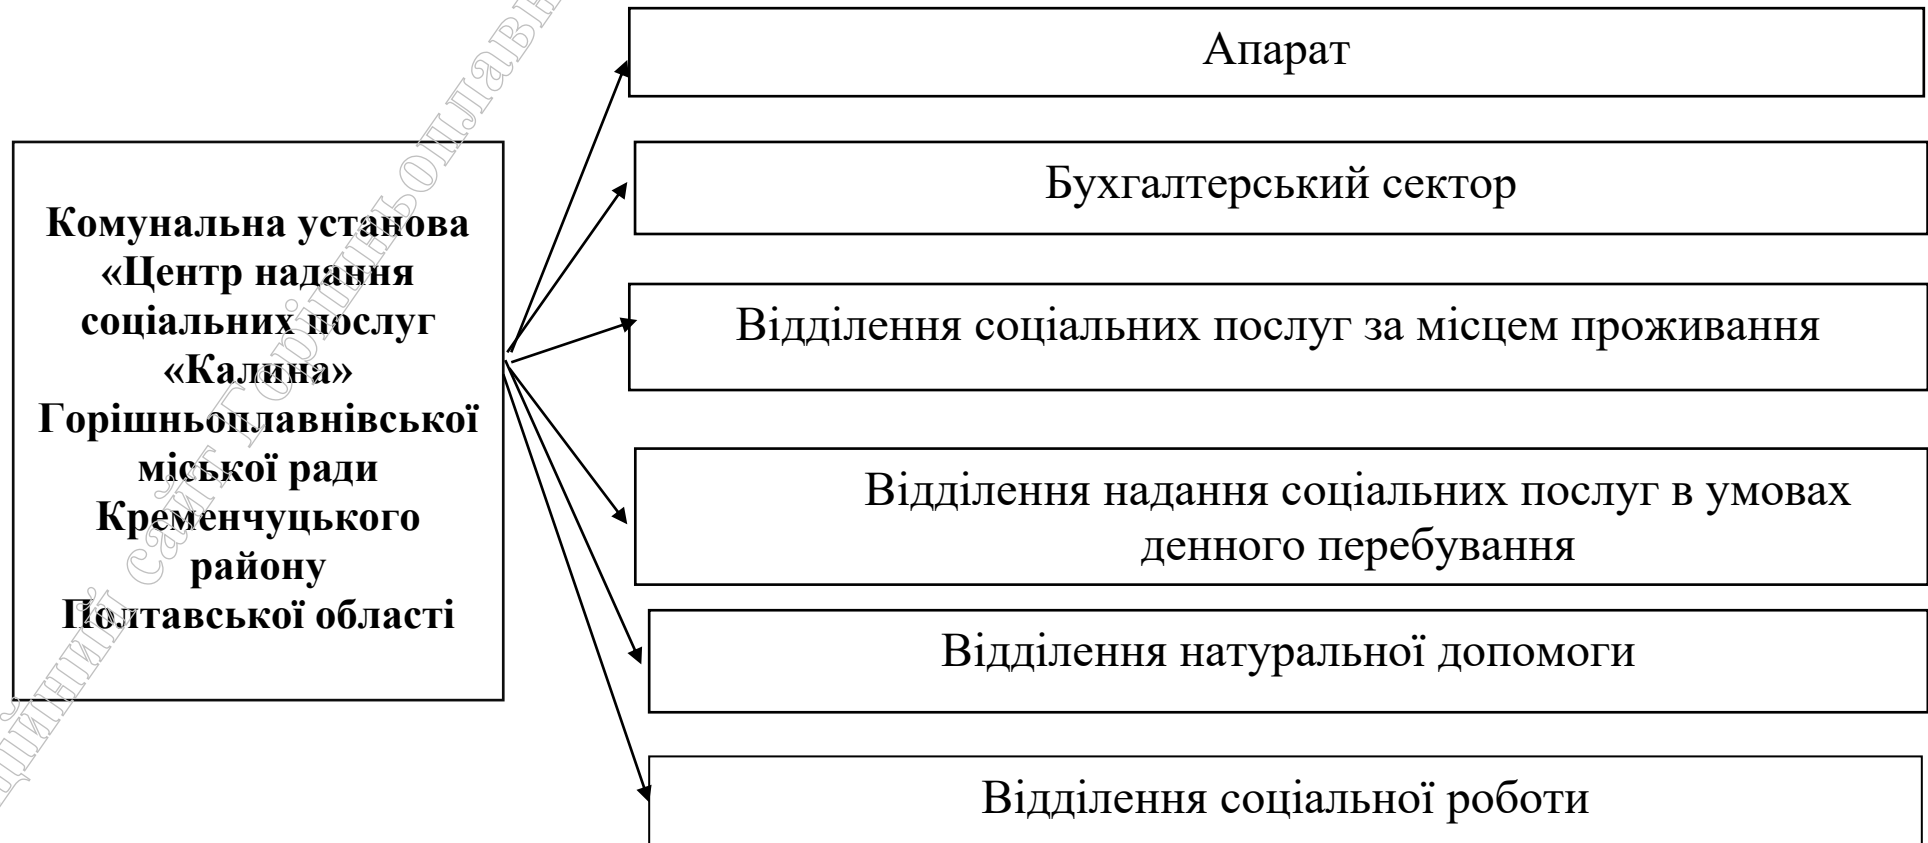 Апарат
Бухгалтерський сектор
Комунальна установа
«Центр надання
соціальних послуг
«Калина»
Горішньоплавнівської
міської ради
Кременчуцького
району
Полтавської області
Відділення соціальних послуг за місцем проживання
Відділення надання соціальних послуг в умовах
денного перебування
Відділення натуральної допомоги
Відділення соціальної роботи
сайт